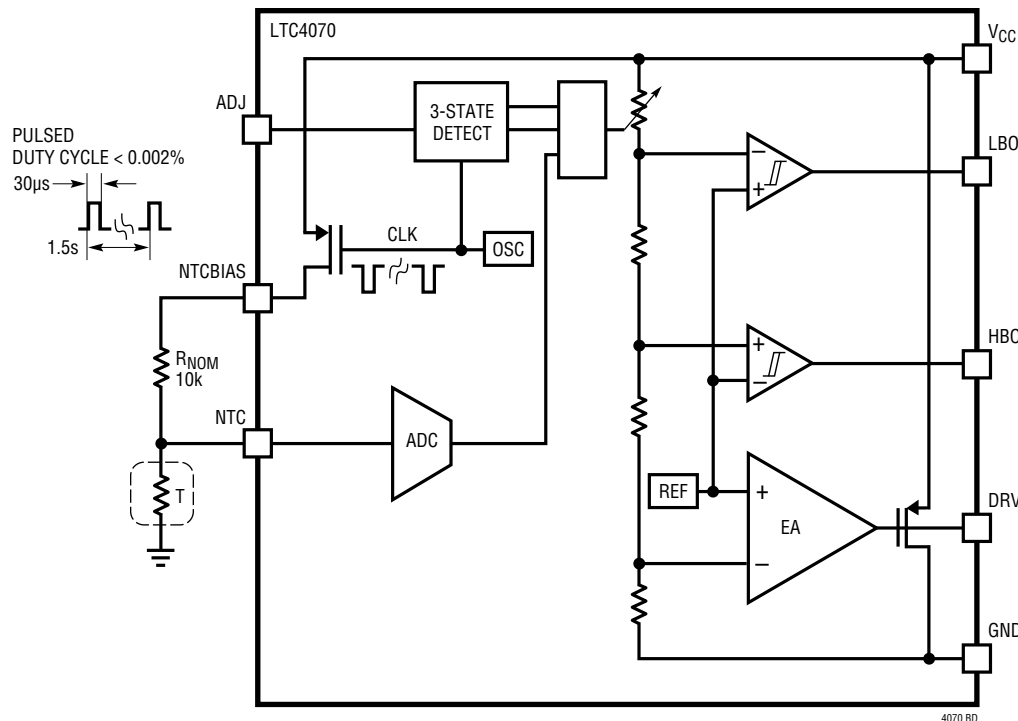 LTC4070
VCC
ADJ
3-STATE
DETECT
PULSED
DUTY CYCLE < 0.002%
30µs
1.5s
LBO
−
+
CLK
OSC
NTCBIAS
RNOM
10k
HBO
+
−
NTC
ADC
T
REF
+
EA
−
DRV
GND
4070 BD